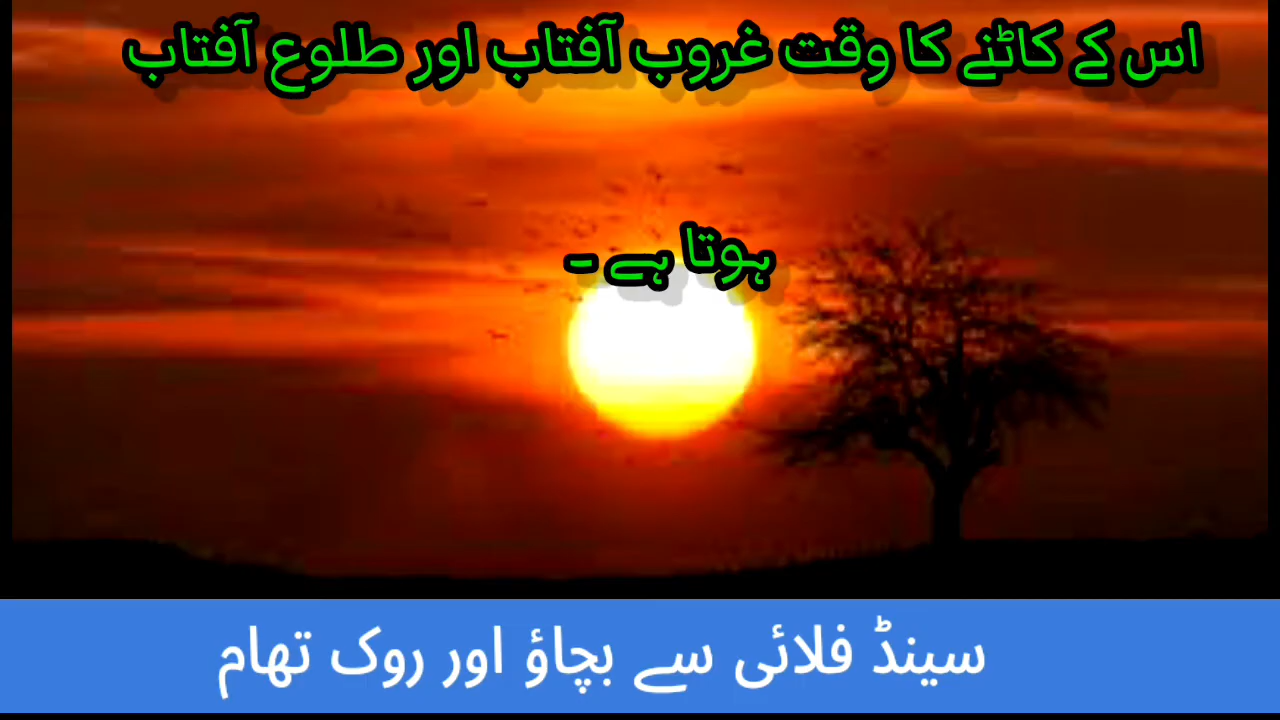 اس کے کاٹنے کا وقت غروب آفتاب اور طلوع آفتاب
ہوتا ہے ۔
سینڈ فلائی سے بچاؤ اور روک تھام